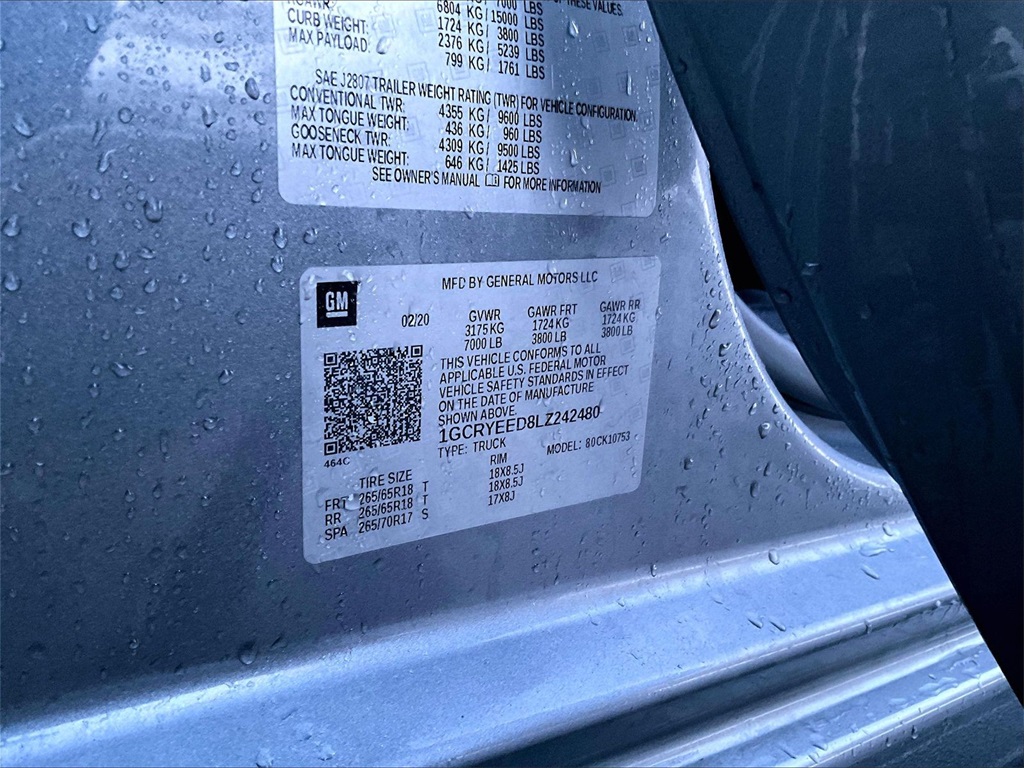 OF THESE VALUES.
7000 LBS
6804 KG/ 15000 LBS
CURB WEIGHT: 1724 KG/ 3800 LBS
MAX PAYLOAD: 2376 KG/ 5239 LBS
799 KG/ 1761 LBS
SAE J2807 TRAILER WEIGHT RATING (TWR) FOR VEHICLE CONFIGURATION
CONVENTIONAL TWR: 4355 KG/ 9600 LBS
MAX TONGUE WEIGHT: 436 KG/ 960 LBS
GOOSENECK TWR: 4309 KG/ 9500 LBS
MAX TONGUE WEIGHT: 646 KG/ 1425 LBS
SEE OWNER'S MANUAL FOR MORE INFORMATION
GM
MFD BY GENERAL MOTORS LLC
02/20 GVWR GAWR FRT GAWR RR
3175 KG 1724 KG 1724 KG
7000 LB 3800 LB 3800 LB
THIS VEHICLE CONFORMS TO ALL
APPLICABLE U.S. FEDERAL MOTOR
VEHICLE SAFETY STANDARDS IN EFFECT
ON THE DATE OF MANUFACTURE
SHOWN ABOVE.
1GCRYEED8LZ242480
TYPE: TRUCK MODEL: 80CK10753
464C
TIRE SIZE RIM
FRT 265/65R18 T 18X8.5J
RR 265/65R18 T 18X8.5J
SPA 265/70R17 S 17X8J